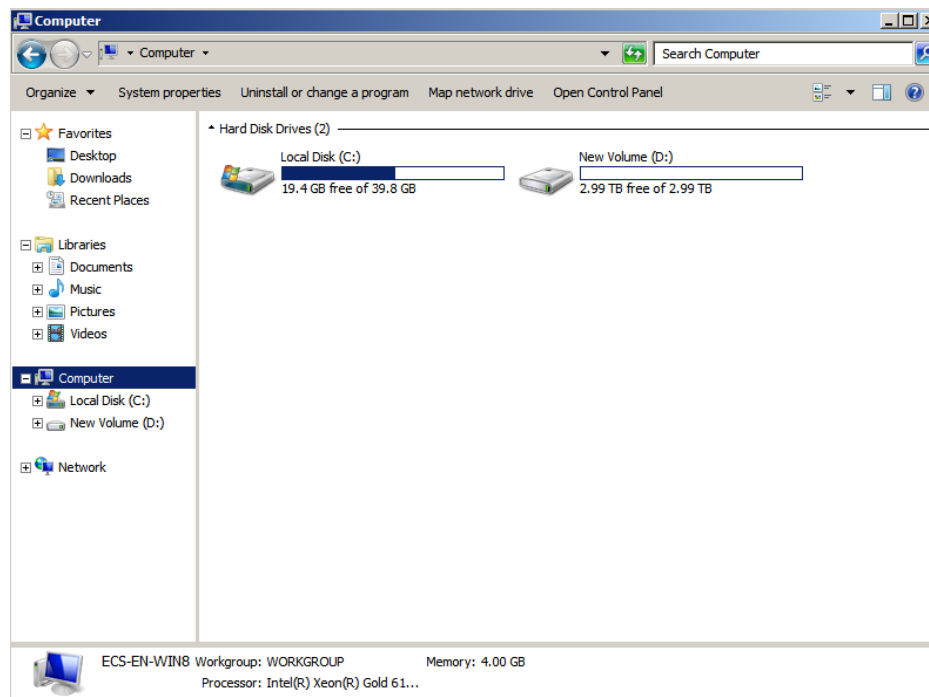 Computer
Computer
Search Computer
Organize System properties Uninstall or change a program Map network drive Open Control Panel
Favorites
Desktop
Downloads
Recent Places
Libraries
Documents
Music
Pictures
Videos
Computer
Local Disk (C:)
New Volume (D:)
Network
Hard Disk Drives (2)
Local Disk (C:)
19.4 GB free of 39.8 GB
New Volume (D:)
2.99 TB free of 2.99 TB
ECS-EN-WIN8 Workgroup: WORKGROUP Memory: 4.00 GB
Processor: Intel(R) Xeon(R) Gold 61...